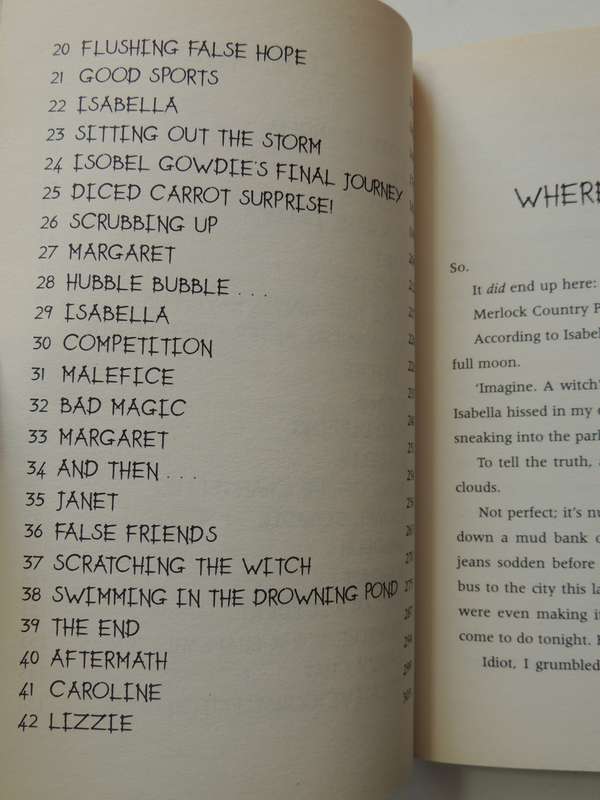 20 FLUSHING FALSE HOPE
21 GOOD SPORTS
22 ISABELLA
23 SITTING OUT THE STORM
24 ISOBEL GOWDIE'S FINAL JOURNEY
25 DICED CARROT SURPRISE!
26 SCRUBBING UP
27 MARGARET
28 HUBBLE BUBBLE . . .
29 ISABELLA
30 COMPETITION
31 MALEFICE
32 BAD MAGIC
33 MARGARET
34 AND THEN . . .
35 JANET
36 FALSE FRIENDS
37 SCRATCHING THE WITCH
38 SWIMMING IN THE DROWNING POND
39 THE END
40 AFTERMATH
41 CAROLINE
42 LIZZIE
WHERE
So.
It did end up here:
Merlock Country
According to
full moon.
'Imagine. A
Isabella hissed in my
sneaking into the
To tell the truth,
clouds.
Not perfect; it's
down a mud bank
jeans sodden before
bus to the city this
were even making
come to do tonight.
Idiot, I grumbled